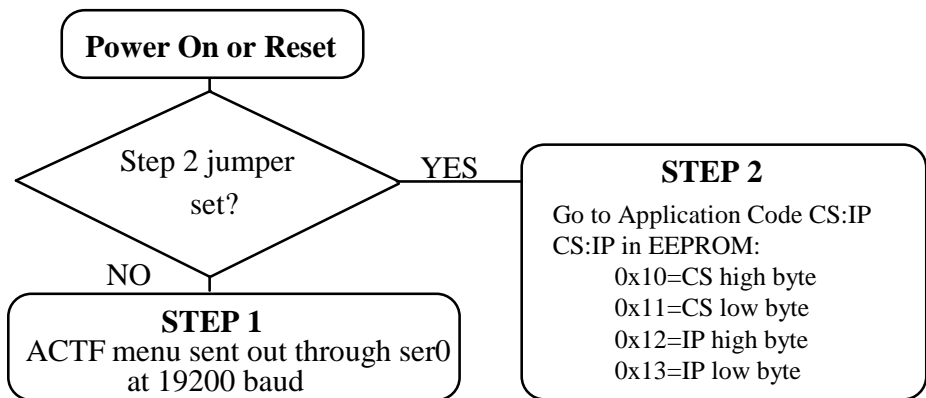 Power On or Reset
Step 2 jumper
set?
YES
NO
STEP 2
Go to Application Code CS:IP
CS:IP in EEPROM:
0x10=CS high byte
0x11=CS low byte
0x12=IP high byte
0x13=IP low byte
STEP 1
ACTF menu sent out through ser0
at 19200 baud